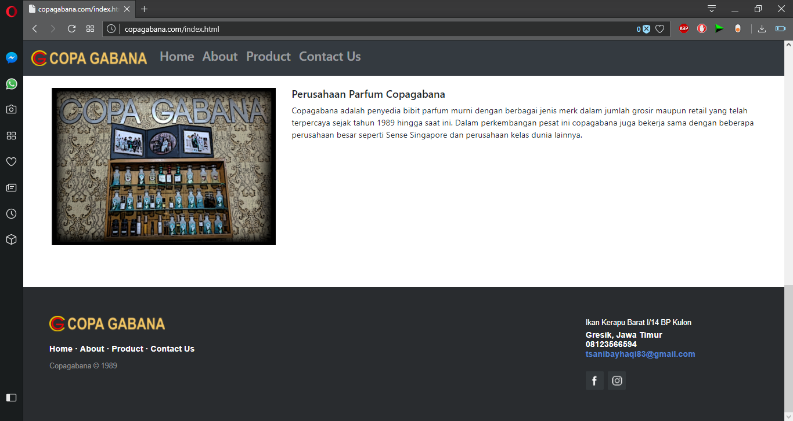 copagabana.com/index.ht
copagabana.com/index.html
0
COPA GABANA
Home About Product Contact Us
COPA GABANA
Perusahaan Parfum Copagabana
Copagabana adalah penyedia bibit parfum murni dengan berbagai jenis merk dalam jumlah grosir maupun retail yang telah
terpercaya sejak tahun 1989 hingga saat ini. Dalam perkembangan pesat ini copagabana juga bekerja sama dengan beberapa
perusahaan besar seperti Sense Singapore dan perusahaan kelas dunia lainnya.
COPA GABANA
Home · About · Product · Contact Us
Copagabana © 1989
Ikan Kerapu Barat I/14 BP Kulon
Gresik, Jawa Timur
08123566594
tsanibayhaqi83@gmail.com